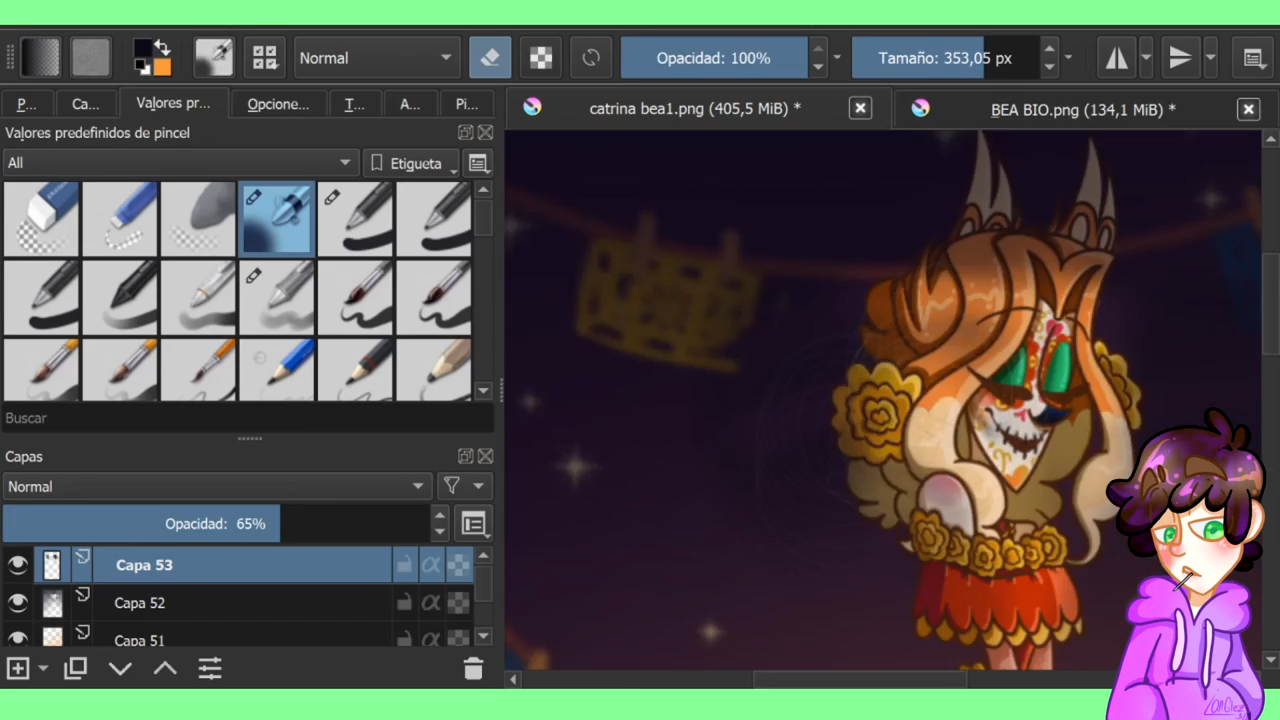 Normal
Opacidad: 100%
Tamaño: 353,05 px
P...
Ca...
Valores pr...
Opcione...
T...
A...
Pi...
catrina bea1.png (405,5 MiB) *
BEA BIO.png (134,1 MiB) *
Valores predefinidos de pincel
All
Etiqueta
Buscar
Capas
Normal
Opacidad: 65%
Capa 53
Capa 52
Capa 51